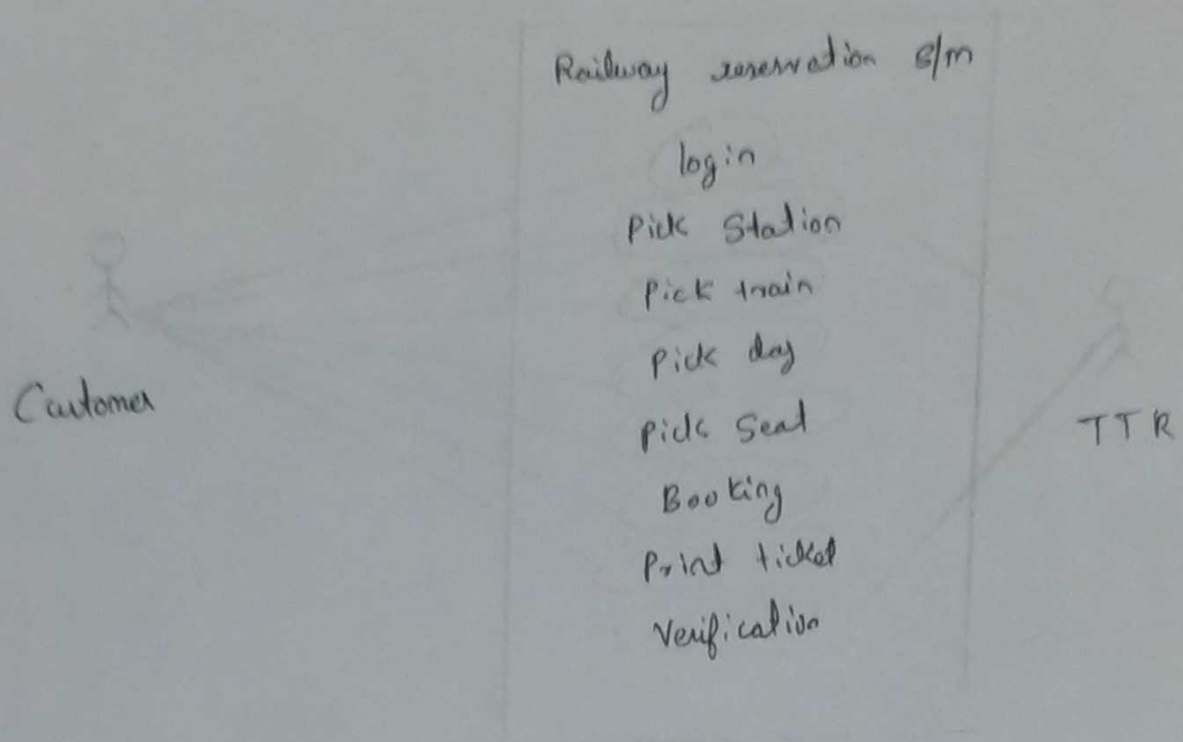 Railway reservation s/m
login
Pick Station
Pick train
Pick day
Pick Seat
Booking
Print ticket
Verification
Customer
TTR